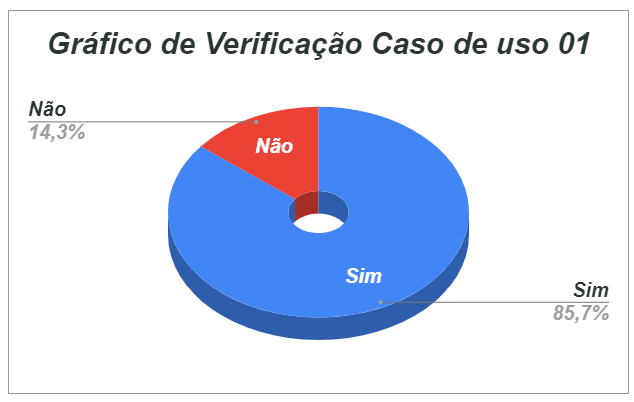 Gráfico de Verificação Caso de uso 01
Não
14,3%
Não
Sim
Sim
85,7%